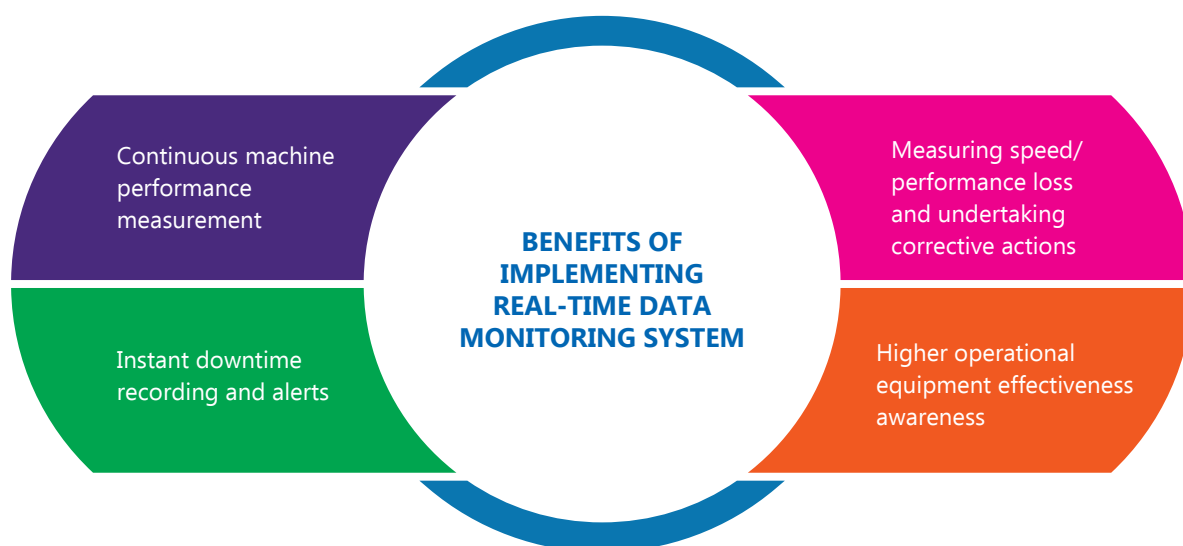 Continuous machine
performance
measurement
Instant downtime
recording and alerts
BENEFITS OF
IMPLEMENTING
REAL-TIME DATA
MONITORING SYSTEM
Measuring speed/
performance loss
and undertaking
corrective actions
Higher operational
equipment effectiveness
awareness